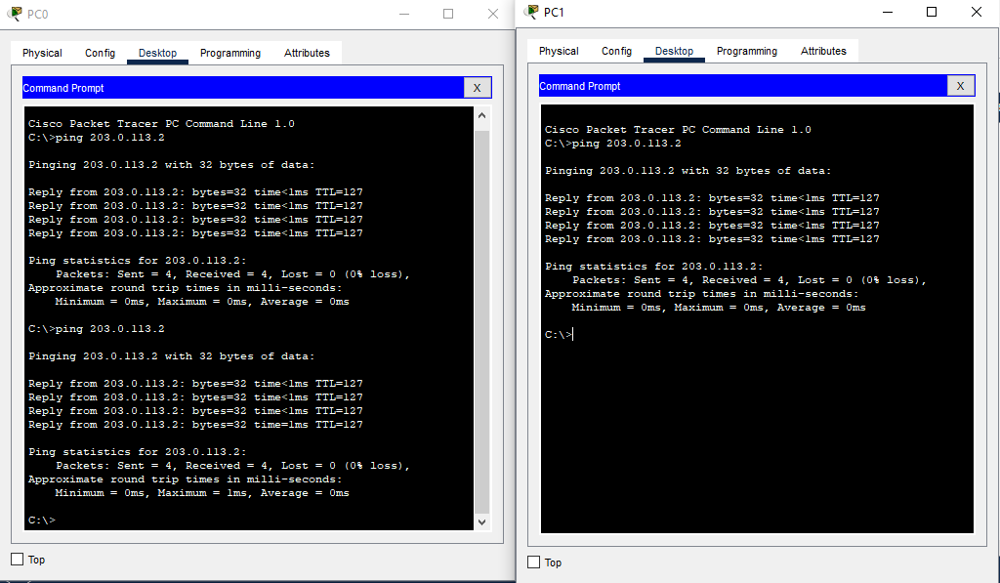 PC0
Physical Config Desktop Programming Attributes
Command Prompt X
Cisco Packet Tracer PC Command Line 1.0
C:\>ping 203.0.113.2
Pinging 203.0.113.2 with 32 bytes of data:
Reply from 203.0.113.2: bytes=32 time<1ms TTL=127
Reply from 203.0.113.2: bytes=32 time<1ms TTL=127
Reply from 203.0.113.2: bytes=32 time<1ms TTL=127
Reply from 203.0.113.2: bytes=32 time<1ms TTL=127
Ping statistics for 203.0.113.2:
    Packets: Sent = 4, Received = 4, Lost = 0 (0% loss),
Approximate round trip times in milli-seconds:
    Minimum = 0ms, Maximum = 0ms, Average = 0ms
C:\>ping 203.0.113.2
Pinging 203.0.113.2 with 32 bytes of data:
Reply from 203.0.113.2: bytes=32 time<1ms TTL=127
Reply from 203.0.113.2: bytes=32 time<1ms TTL=127
Reply from 203.0.113.2: bytes=32 time<1ms TTL=127
Reply from 203.0.113.2: bytes=32 time=1ms TTL=127
Ping statistics for 203.0.113.2:
    Packets: Sent = 4, Received = 4, Lost = 0 (0% loss),
Approximate round trip times in milli-seconds:
    Minimum = 0ms, Maximum = 1ms, Average = 0ms
C:\>
Top
PC1
Physical Config Desktop Programming Attributes
Command Prompt X
Cisco Packet Tracer PC Command Line 1.0
C:\>ping 203.0.113.2
Pinging 203.0.113.2 with 32 bytes of data:
Reply from 203.0.113.2: bytes=32 time<1ms TTL=127
Reply from 203.0.113.2: bytes=32 time<1ms TTL=127
Reply from 203.0.113.2: bytes=32 time<1ms TTL=127
Reply from 203.0.113.2: bytes=32 time<1ms TTL=127
Ping statistics for 203.0.113.2:
    Packets: Sent = 4, Received = 4, Lost = 0 (0% loss),
Approximate round trip times in milli-seconds:
    Minimum = 0ms, Maximum = 0ms, Average = 0ms
C:\>
Top